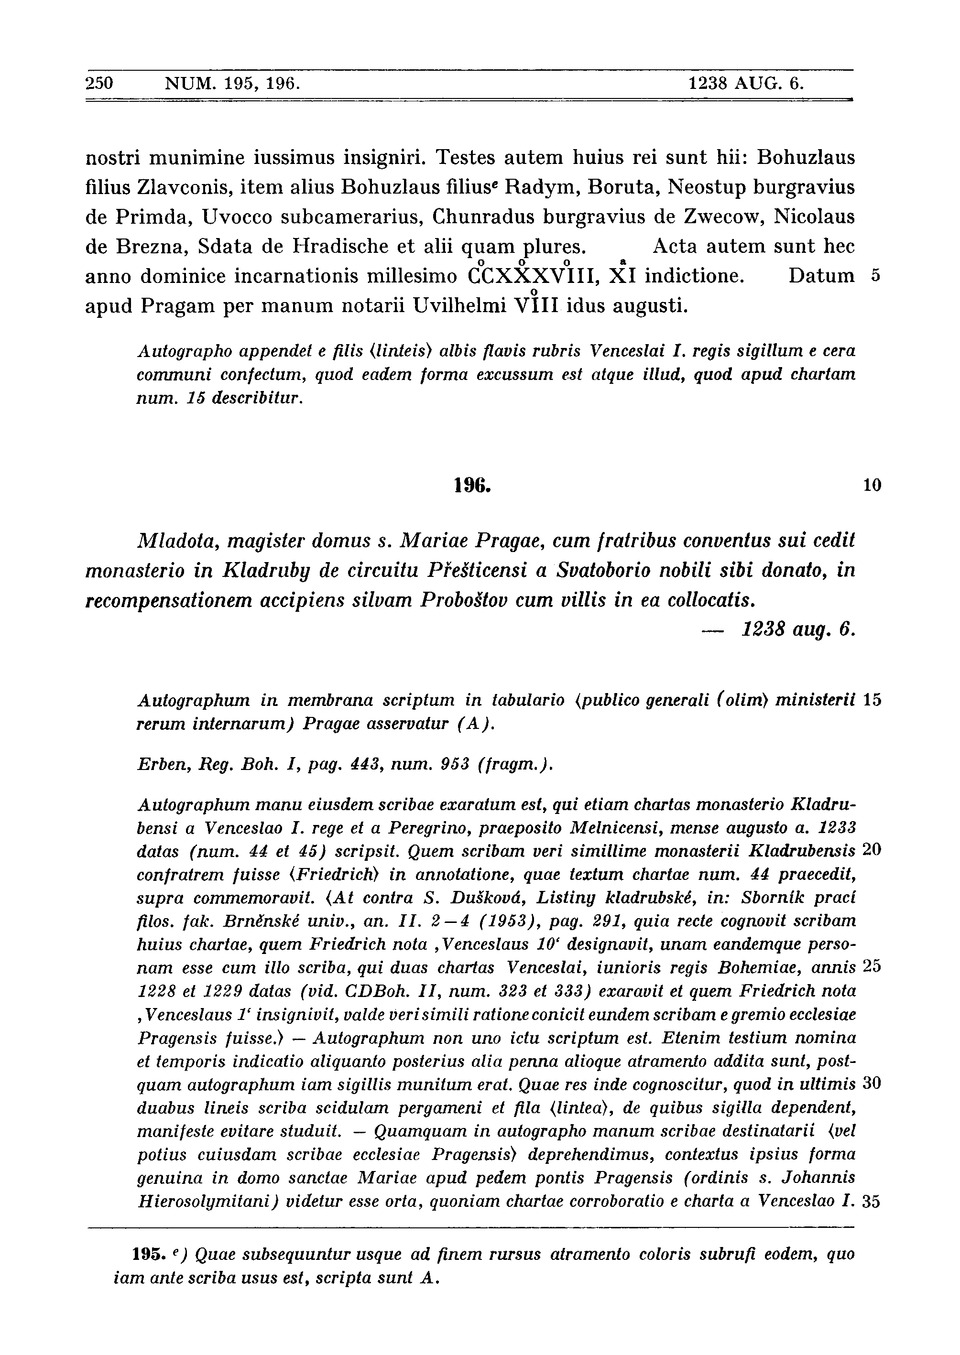 250 NUM. 195, 196. 1238 AUG. 6.
nostri munimine iussimus insigniri. Testes autem huius rei sunt hii: Bohuzlaus
filius Zlavconis, item alius Bohuzlaus filiusᵉ Radym, Boruta, Neostup burgravius
de Primda, Uvocco subcamerarius, Chunradus burgravius de Zwecow, Nicolaus
de Brezna, Sdata de Hradische et alii quam plures. Acta autem sunt hec
anno dominice incarnationis millesimo CͦCXXͦXVIͦII, XͣI indictione. Datum 5
apud Pragam per manum notarii Uvilhelmi VIͦII idus augusti.
Autographo appendet e filis ⟨linteis⟩ albis flavis rubris Venceslai I. regis sigillum e cera
communi confectum, quod eadem forma excussum est atque illud, quod apud chartam
num. 15 describitur.
196. 10
Mladota, magister domus s. Mariae Pragae, cum fratribus conventus sui cedit
monasterio in Kladruby de circuitu Přešticensi a Svatoborio nobili sibi donato, in
recompensationem accipiens silvam Proboštov cum villis in ea collocatis.
— 1238 aug. 6.
Autographum in membrana scriptum in tabulario ⟨publico generali (olim⟩ ministerii 15
rerum internarum) Pragae asservatur (A).
Erben, Reg. Boh. I, pag. 443, num. 953 (fragm.).
Autographum manu eiusdem scribae exaratum est, qui etiam chartas monasterio Kladru-
bensi a Venceslao I. rege et a Peregrino, praeposito Melnicensi, mense augusto a. 1233
datas (num. 44 et 45) scripsit. Quem scribam veri simillime monasterii Kladrubensis 20
confratrem fuisse ⟨Friedrich⟩ in annotatione, quae textum chartae num. 44 praecedit,
supra commemoravit. ⟨At contra S. Dušková, Listiny kladrubské, in: Sborník prací
filos. fak. Brněnské univ., an. II. 2—4 (1953), pag. 291, quia recte cognovit scribam
huius chartae, quem Friedrich nota ‚Venceslaus 10‘ designavit, unam eandemque perso-
nam esse cum illo scriba, qui duas chartas Venceslai, iunioris regis Bohemiae, annis 25
1228 et 1229 datas (vid. CDBoh. II, num. 323 et 333) exaravit et quem Friedrich nota
‚Venceslaus 1‘ insignivit, valde veri simili ratione conicit eundem scribam e gremio ecclesiae
Pragensis fuisse.⟩ — Autographum non uno ictu scriptum est. Etenim testium nomina
et temporis indicatio aliquanto posterius alia penna alioque atramento addita sunt, post-
quam autographum iam sigillis munitum erat. Quae res inde cognoscitur, quod in ultimis 30
duabus lineis scriba scidulam pergameni et fila ⟨lintea⟩, de quibus sigilla dependent,
manifeste evitare studuit. — Quamquam in autographo manum scribae destinatarii ⟨vel
potius cuiusdam scribae ecclesiae Pragensis⟩ deprehendimus, contextus ipsius forma
genuina in domo sanctae Mariae apud pedem pontis Pragensis (ordinis s. Johannis
Hierosolymitani) videtur esse orta, quoniam chartae corroboratio e charta a Venceslao I. 35
195. ᵉ) Quae subsequuntur usque ad finem rursus atramento coloris subrufi eodem, quo
iam ante scriba usus est, scripta sunt A.